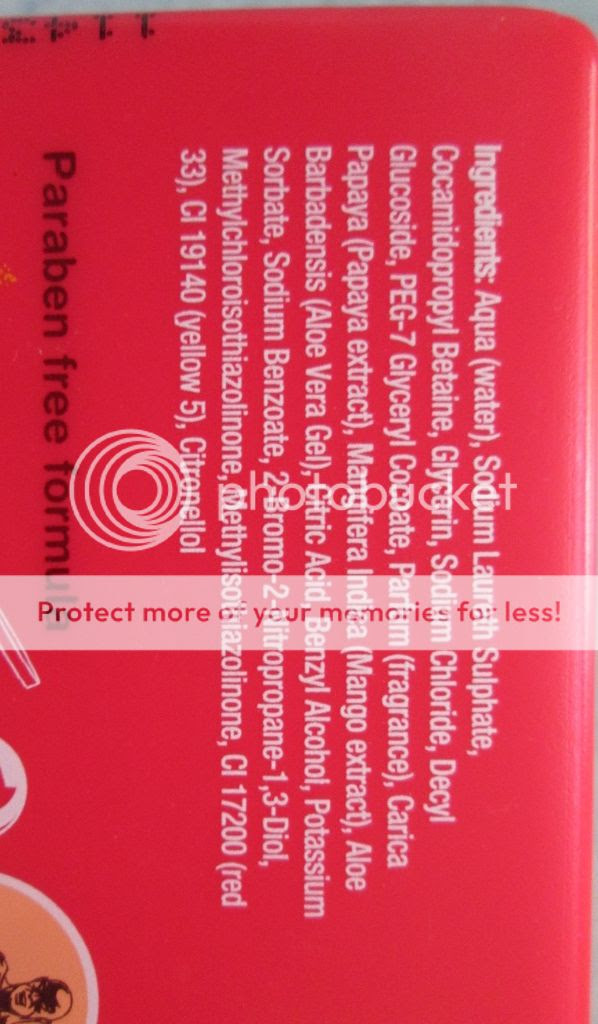 Ingredients: Aqua (water), Sodium Laureth Sulphate,
Cocamidopropyl Betaine, Glycerin, Sodium Chloride, Decyl
Glucoside, PEG-7 Glyceryl Cocoate, Parfum (fragrance), Carica
Papaya (Papaya extract), Mangifera Indica (Mango extract), Aloe
Barbadensis (Aloe Vera Gel), Citric Acid, Benzyl Alcohol, Potassium
Sorbate, Sodium Benzoate, 2-Bromo-2-Nitropropane-1,3-Diol,
Methylchloroisothiazolinone, Methylisothiazolinone, CI 17200 (red
33), CI 19140 (yellow 5), Citronellol
Paraben free formula
photobucket
Protect more of your memories for less!